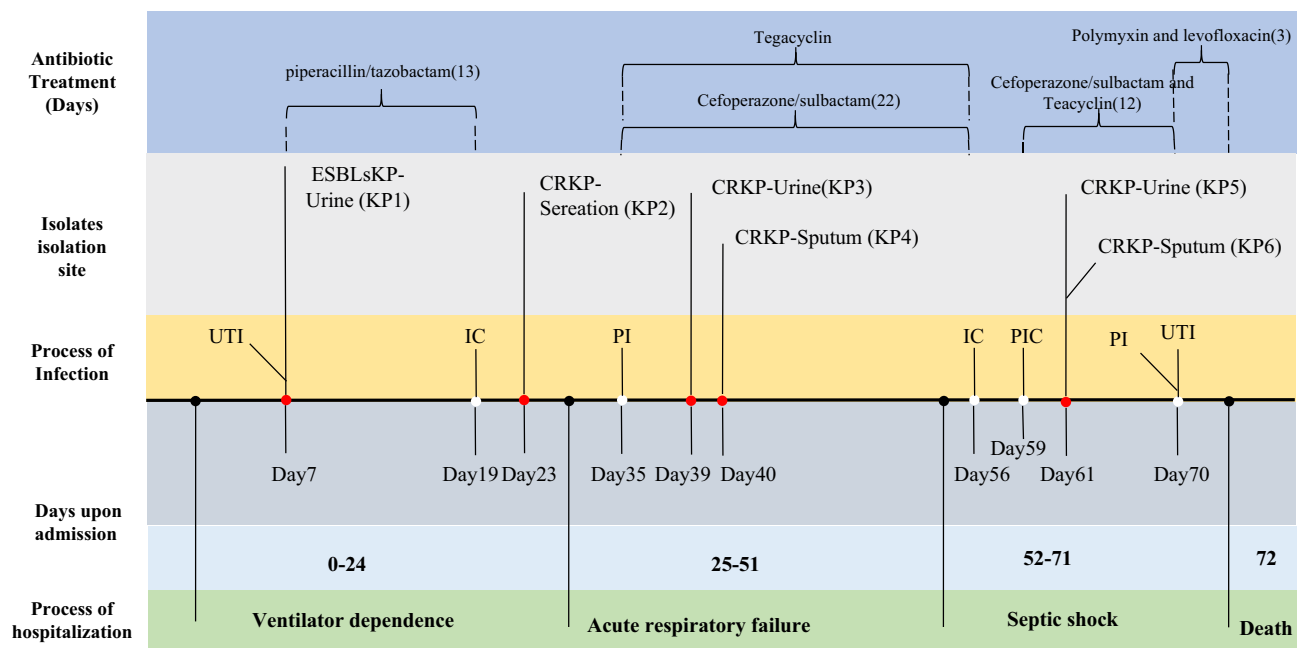 Antibiotic
Treatment
(Days)
piperacillin/tazobactam(13)
Tegacyclin
Cefoperazone/sulbactam(22)
Polymyxin and levofloxacin(3)
Cefoperazone/sulbactam and
Teacyclin(12)
Isolates
isolation
site
ESBLsKP-
Urine (KP1)
CRKP-
Sereation (KP2)
CRKP-Urine(KP3)
CRKP-Sputum (KP4)
CRKP-Urine (KP5)
CRKP-Sputum (KP6)
Process of
Infection
UTI
IC
PI
IC
PIC
PI
UTI
Days upon
admission
Day7
Day19
Day23
Day35
Day39
Day40
Day56
Day59
Day61
Day70
0-24
25-51
52-71
72
Process of
hospitalization
Ventilator dependence
Acute respiratory failure
Septic shock
Death